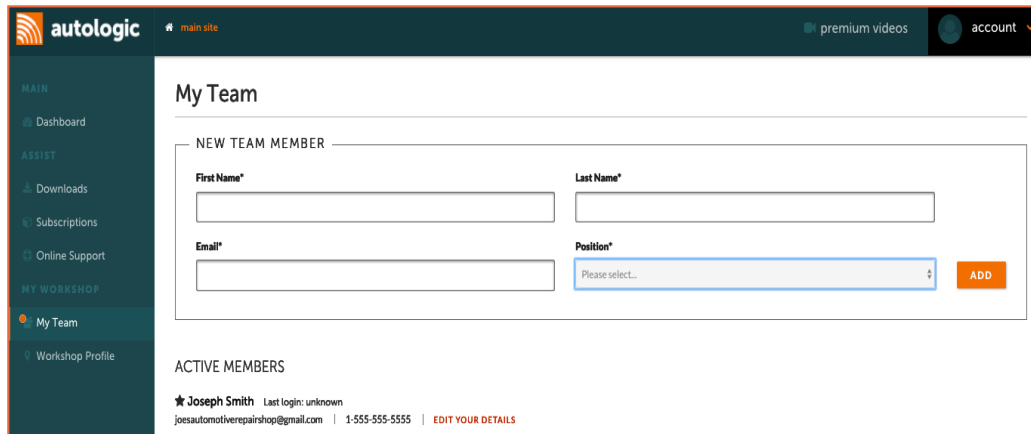 autologic
main site
premium videos
account
MAIN
Dashboard
ASSIST
Downloads
Subscriptions
Online Support
MY WORKSHOP
My Team
Workshop Profile
My Team
NEW TEAM MEMBER
First Name*
Last Name*
Email*
Position*
Please select...
ADD
ACTIVE MEMBERS
Joseph Smith Last login: unknown
joesautomotiverepairshop@gmail.com | 1-555-555-5555 | EDIT YOUR DETAILS